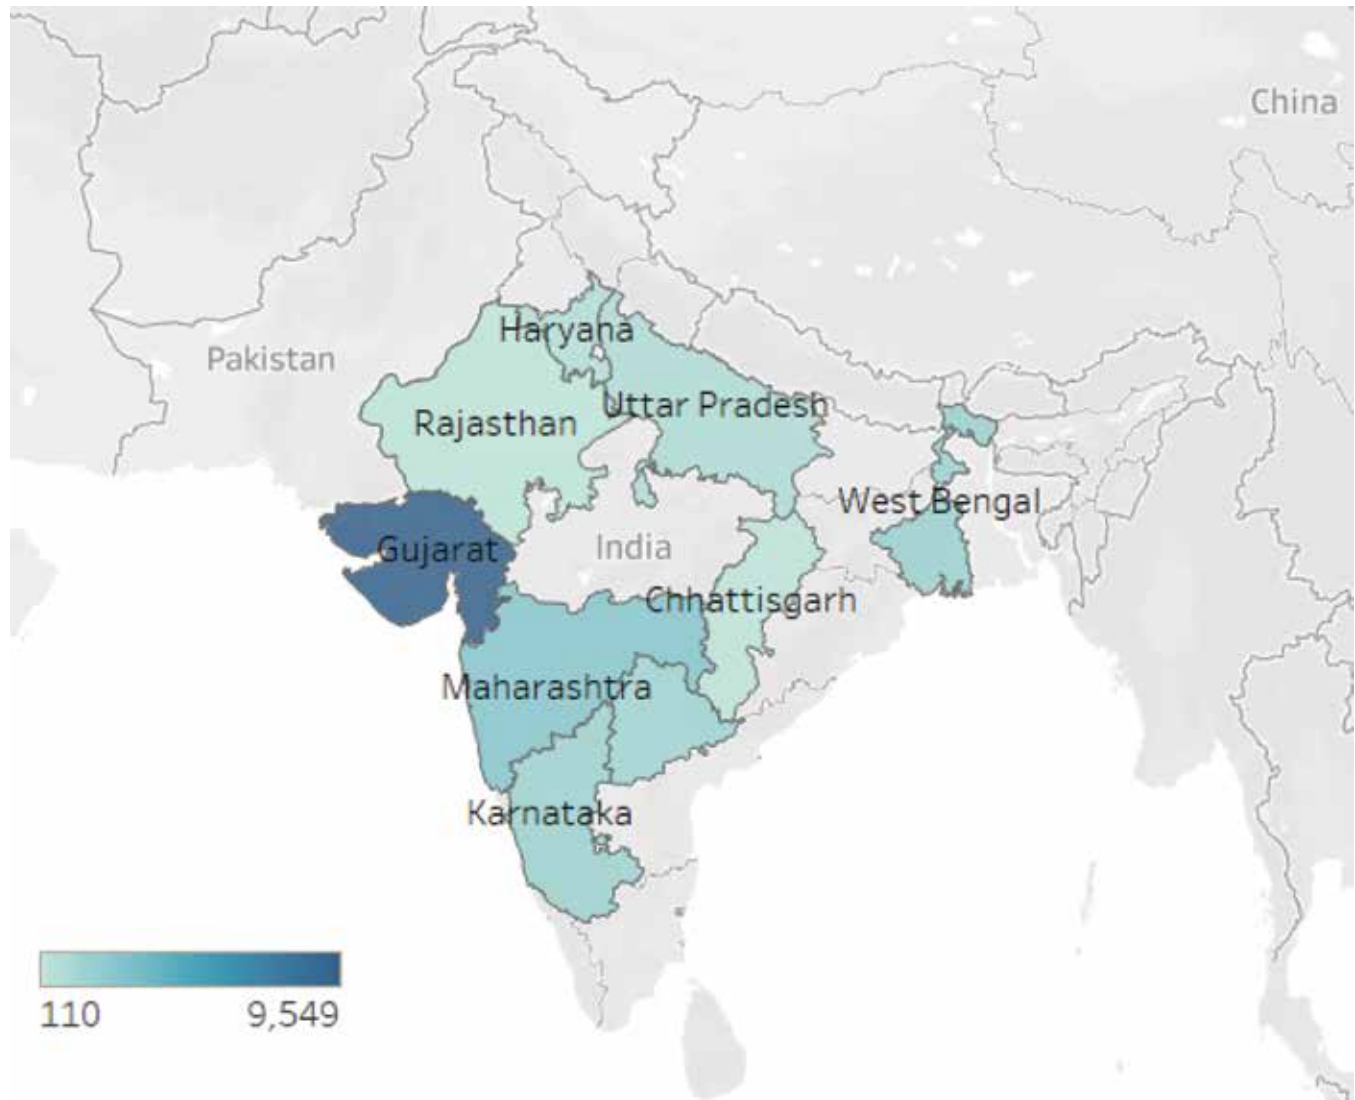 China
Haryana
Pakistan
Uttar Pradesh
Rajasthan
West Bengal
Gujarat
India
Chhattisgarh
Maharashtra
Karnataka
110
9,549